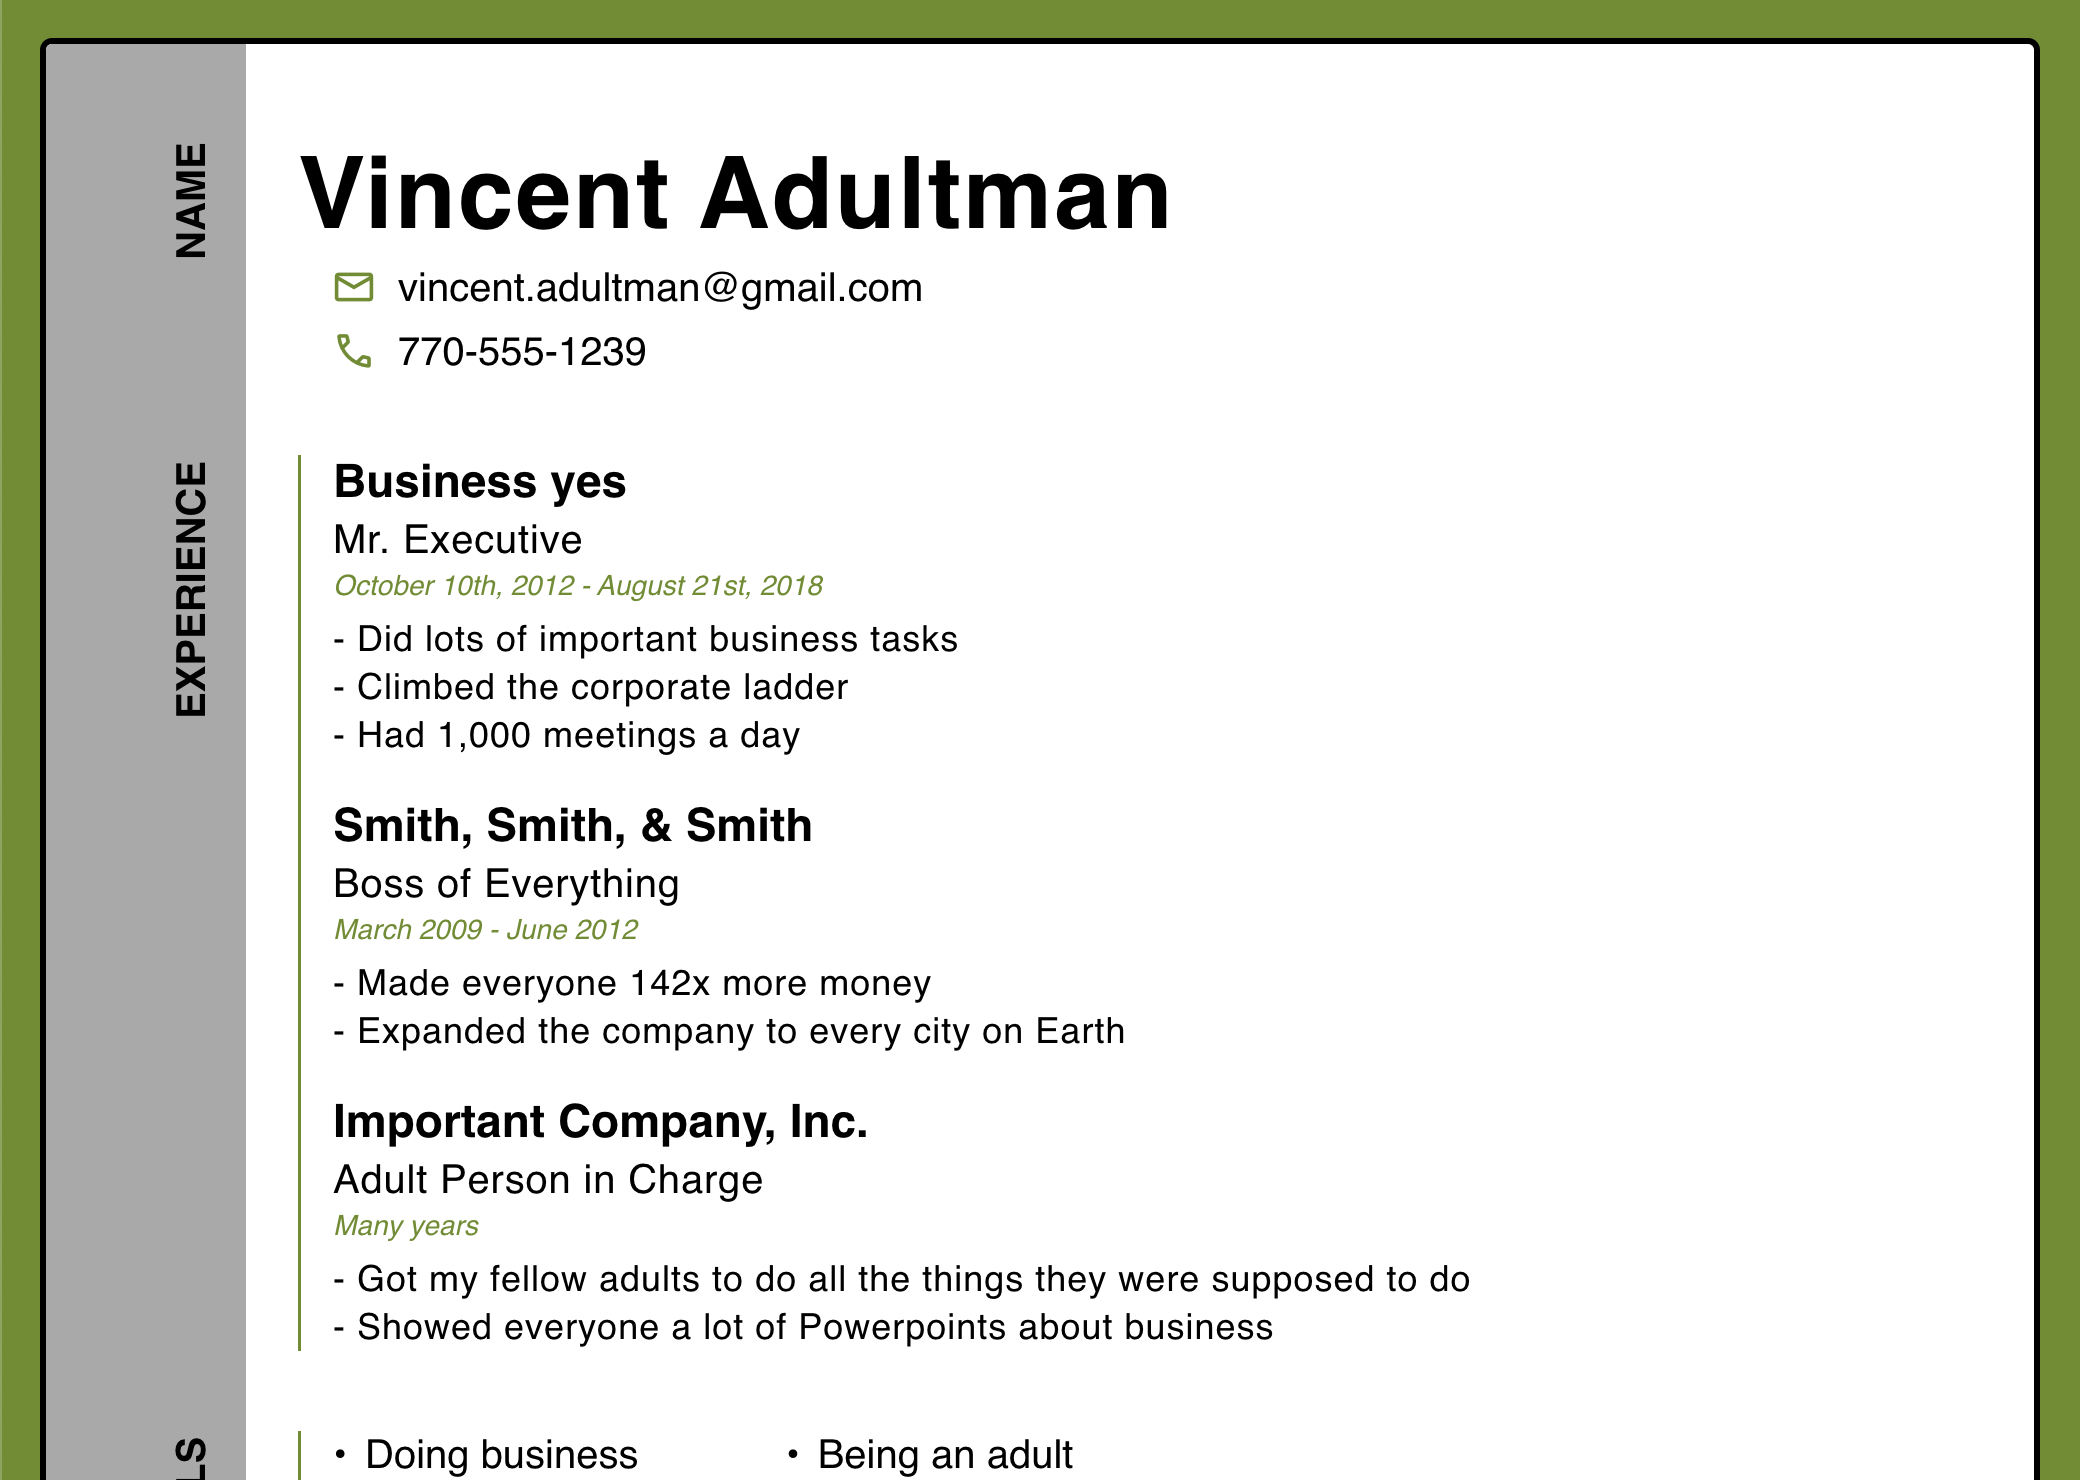 NAME
Vincent Adultman
vincent.adultman@gmail.com
770-555-1239
EXPERIENCE
Business yes
Mr. Executive
October 10th, 2012 - August 21st, 2018
- Did lots of important business tasks
- Climbed the corporate ladder
- Had 1,000 meetings a day
Smith, Smith, & Smith
Boss of Everything
March 2009 - June 2012
- Made everyone 142x more money
- Expanded the company to every city on Earth
Important Company, Inc.
Adult Person in Charge
Many years
- Got my fellow adults to do all the things they were supposed to do
- Showed everyone a lot of Powerpoints about business
LS
• Doing business
• Being an adult